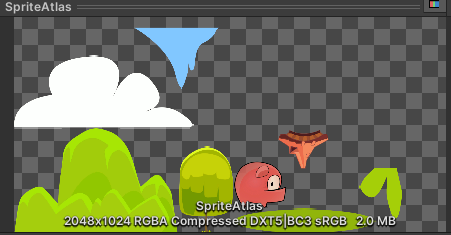 SpriteAtlas
SpriteAtlas
2048x1024 RGBA Compressed DXT5|BC3 sRGB 2.0 MB